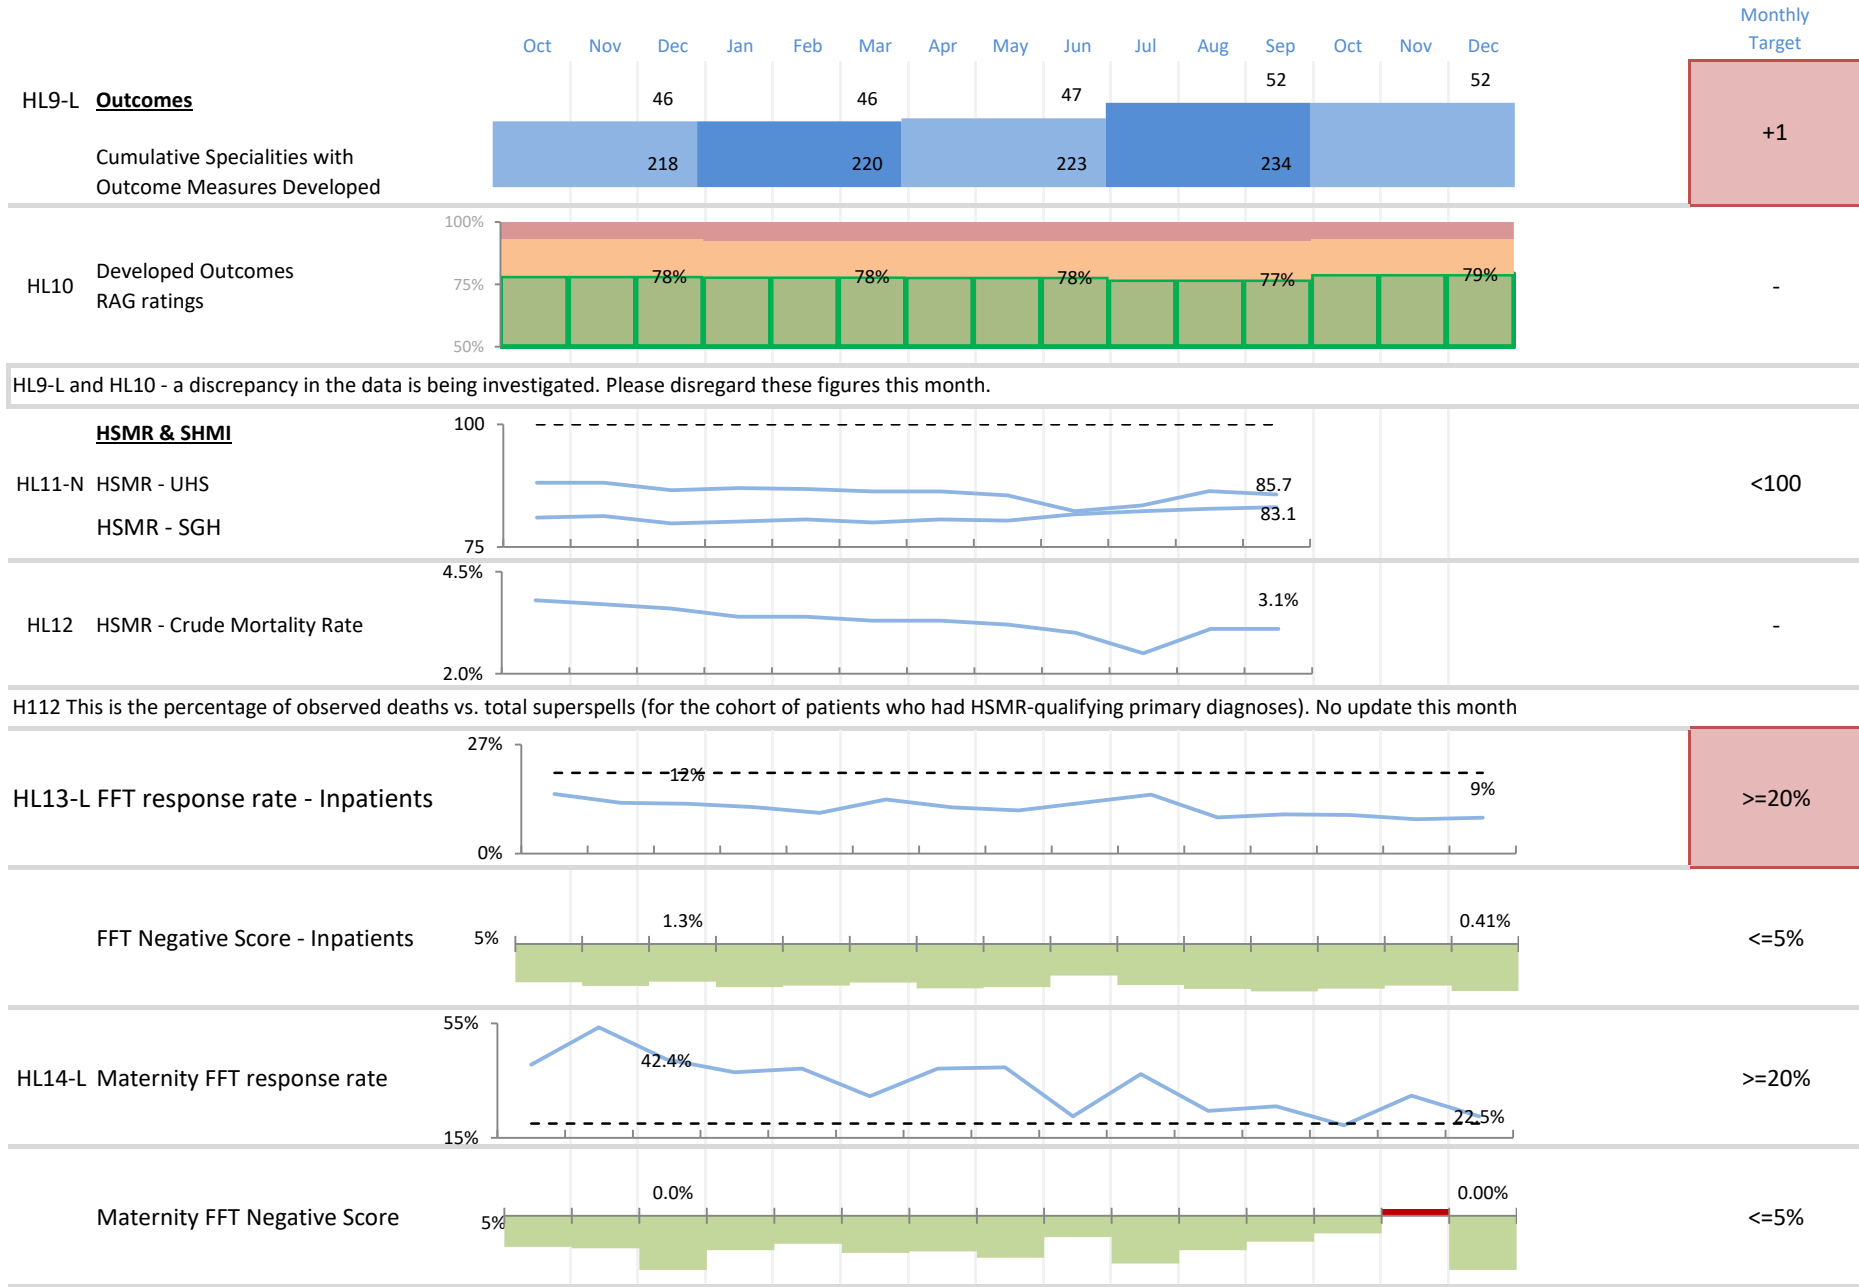 Monthly
Target
Oct Nov Dec Jan Feb Mar Apr May Jun Jul Aug Sep Oct Nov Dec
HL9-L Outcomes
46 46 47 52 52
+1
Cumulative Specialities with
Outcome Measures Developed
218 220 223 234
100%
75%
50%
HL10
Developed Outcomes
RAG ratings
78% 78% 78% 77% 79%
-
HL9-L and HL10 - a discrepancy in the data is being investigated. Please disregard these figures this month.
HSMR & SHMI
100
75
HL11-N HSMR - UHS
85.7
<100
HSMR - SGH
83.1
4.5%
2.0%
HL12 HSMR - Crude Mortality Rate
3.1%
-
H112 This is the percentage of observed deaths vs. total superspells (for the cohort of patients who had HSMR-qualifying primary diagnoses). No update this month
27%
0%
HL13-L FFT response rate - Inpatients
12% 9%
>=20%
FFT Negative Score - Inpatients
5%
1.3% 0.41%
<=5%
55%
15%
HL14-L Maternity FFT response rate
42.4% 22.5%
>=20%
Maternity FFT Negative Score
5%
0.0% 0.00%
<=5%